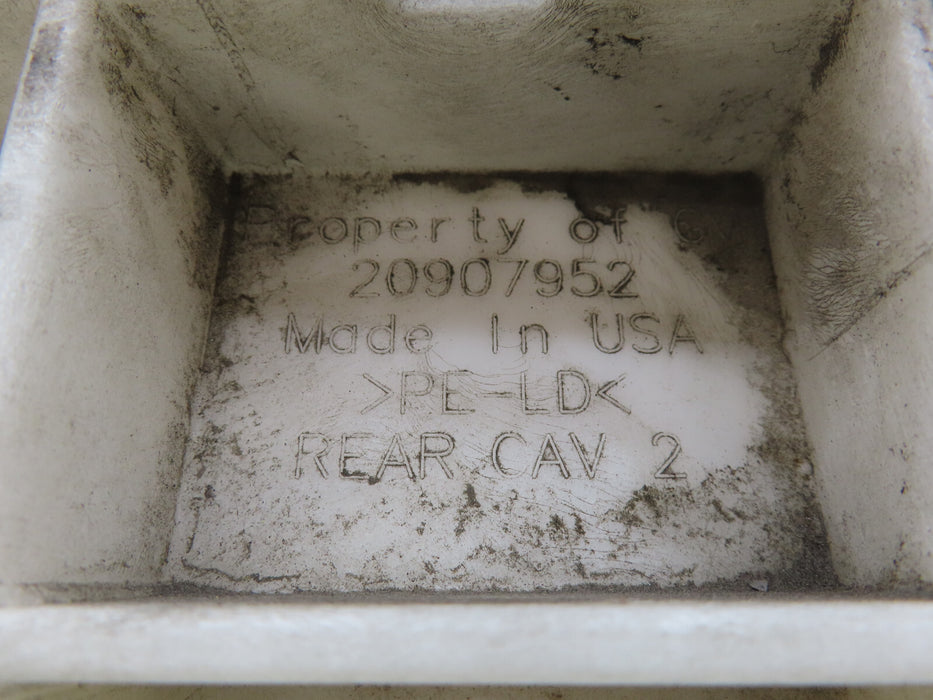 Property of
20907952
Made In USA
>PE-LD<
REAR CAV 2